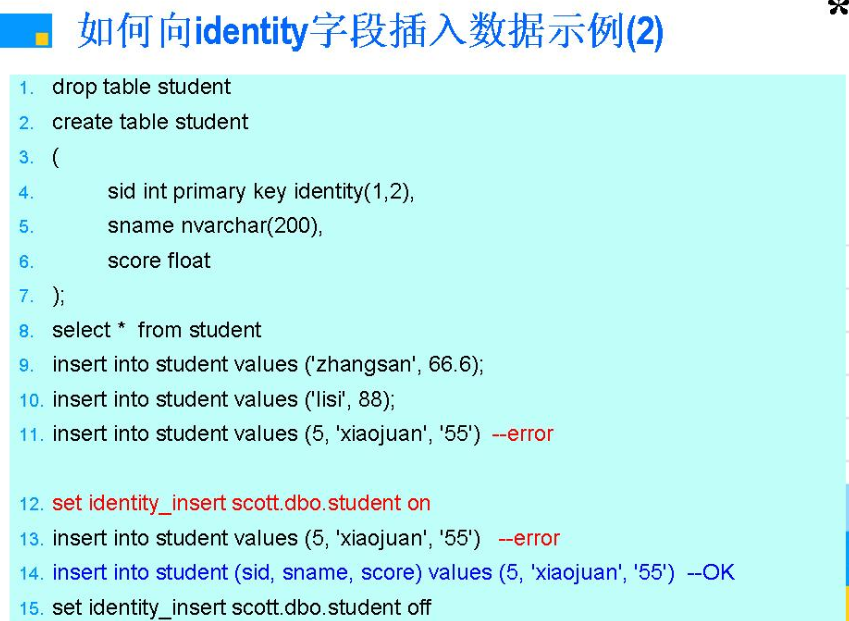 如何向identity字段插入数据示例(2)
*
1. drop table student
2. create table student
3. (
4. sid int primary key identity(1,2),
5. sname nvarchar(200),
6. score float
7. );
8. select * from student
9. insert into student values ('zhangsan', 66.6);
10. insert into student values ('lisi', 88);
11. insert into student values (5, 'xiaojuan', '55') --error
12. set identity_insert scott.dbo.student on
13. insert into student values (5, 'xiaojuan', '55') --error
14. insert into student (sid, sname, score) values (5, 'xiaojuan', '55') --OK
15. set identity_insert scott.dbo.student off